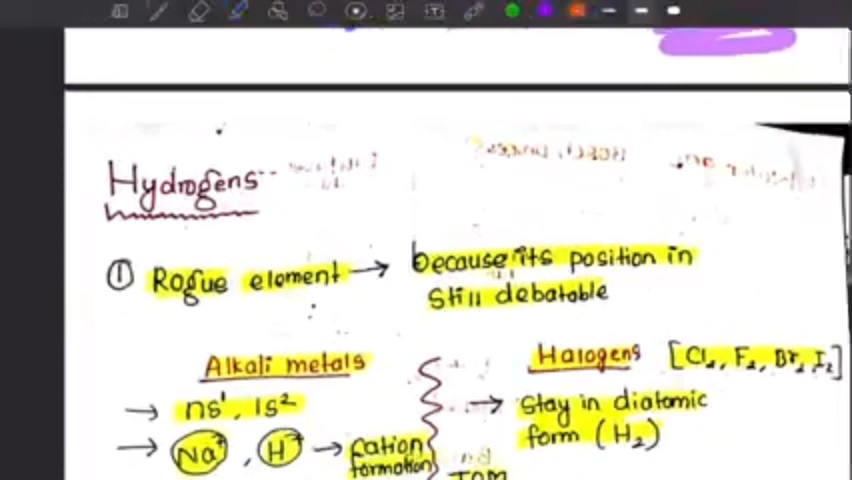 Hydrogens
① Rogue element → because its position in
still debatable
Alkali metals
→ ns¹, 1s²
→ Na⁺, H⁺ → cation
formation
Halogens [Cl₂, F₂, Br₂, I₂]
→ Stay in diatomic
form (H₂)